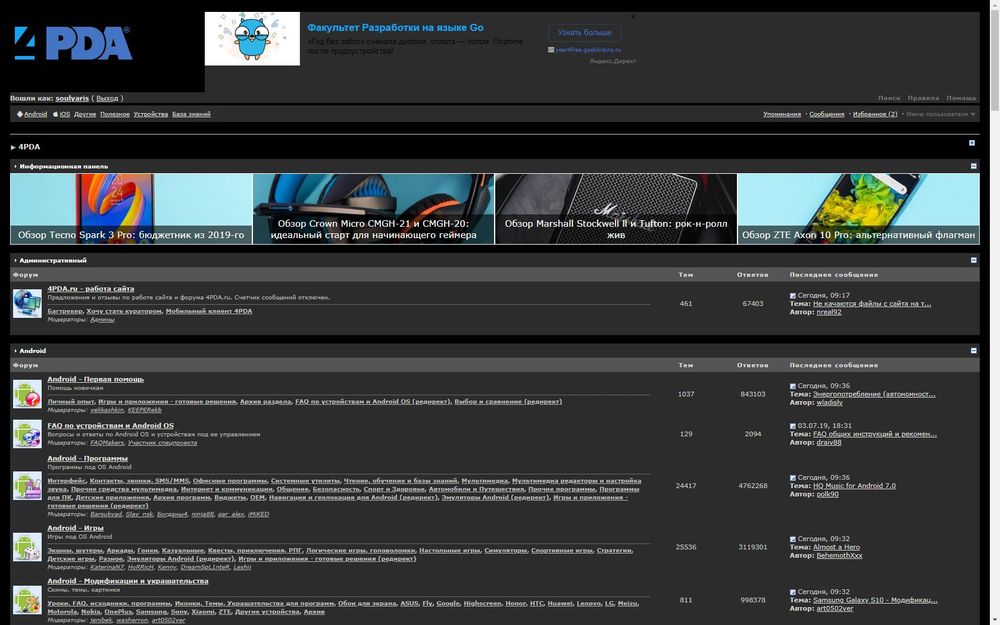 4PDA®
Факультет Разработки на языке Go
«Год без забот» сначала диплом, оплата — потом. Платите
после трудоустройства!
Узнать больше
year4free.geekbrains.ru
Яндекс.Директ
Вошли как: soulyaris ( Выход )
Поиск Правила Помощь
Android iOS Другие Полезное Устройства База знаний
Упоминания · Сообщения · Избранное (2) · Меню пользователя
4PDA
Информационная панель
Обзор Tecno Spark 3 Pro: бюджетник из 2019-го
Обзор Crown Micro CMGH-21 и CMGH-20:
идеальный старт для начинающего геймера
Обзор Marshall Stockwell II и Tufton: рок-н-ролл
жив
Обзор ZTE Axon 10 Pro: альтернативный флагман
Административный
Форум Тем Ответов Последнее сообщение
4PDA.ru - работа сайта
Предложения и отзывы по работе сайта и форума 4PDA.ru. Счетчик сообщений отключен.
Багтрекер, Хочу стать куратором, Мобильный клиент 4PDA
Модераторы: Админы
461 67403
Сегодня, 09:17
Тема: Не качаются файлы с сайта на т...
Автор: nreal92
Android
Форум Тем Ответов Последнее сообщение
Android - Первая помощь
Помощь новичкам
Личный опыт, Игры и приложения - готовые решения, Архив раздела, FAQ по устройствам и Android OS (редирект), Выбор и сравнение (редирект)
Модераторы: velikashkin, KEEPERekb
1037 843103
Сегодня, 09:36
Тема: Энергопотребление (автономност...
Автор: wladislv
FAQ по устройствам и Android OS
Вопросы и ответы по Android OS и устройствам под ее управлением
Модераторы: FAQMakers, Участник спецпроекта
129 2094
03.07.19, 18:31
Тема: FAQ общих инструкций и рекомен...
Автор: draiv88
Android - Программы
Программы под OS Android
Интерфейс, Контакты, звонки, SMS/MMS, Офисные программы, Системные утилиты, Чтение, обучение и базы знаний, Мультимедиа, Мультимедиа редакторы и настройка
звука, Прочие средства мультимедиа, Интернет и коммуникации, Общение, Безопасность, Спорт и Здоровье, Автомобили и Путешествия, Прочие программы, Программы
для ПК, Детские приложения, Архив программ, Виджеты, OEM, Навигация и геолокация Android (редирект), Эмуляторы Android (редирект), Игры и приложения -
готовые решения (редирект)
Модераторы: Barsukvad, Slav_nsk, Богданы4, ninja88, gar_alex, iMiKED
24417 4762268
Сегодня, 09:36
Тема: HQ Music for Android 7.0
Автор: polk90
Android - Игры
Игры под OS Android
Экшны, шутеры, Аркады, Гонки, Казуальные, Квесты, приключения, РПГ, Логические игры, головоломки, Настольные игры, Симуляторы, Спортивные игры, Стратегии,
Детские игры, Разное, Эмуляторы Android (редирект), Игры и приложения - готовые решения (редирект)
Модераторы: KaterinaN7, HoRRicH, Kenny, DreamSpL1nteR, Leshij
25536 3119301
Сегодня, 09:32
Тема: Almost a Hero
Автор: BehemothXxx
Android - Модификации и украшательства
Скины, темы, картинки
Уроки, FAQ, исходники, программы, Иконки, Темы, Украшательства для программ, Обои для экрана, ASUS, Fly, Google, Highscreen, Honor, HTC, Huawei, Lenovo, LG, Meizu,
Motorola, Nokia, OnePlus, Samsung, Sony, Xiaomi, ZTE, Другие устройства, Архив
Модераторы: jenibek, washerron, art0502ver
811 998378
Сегодня, 09:32
Тема: Samsung Galaxy S10 - Модификац...
Автор: art0502ver